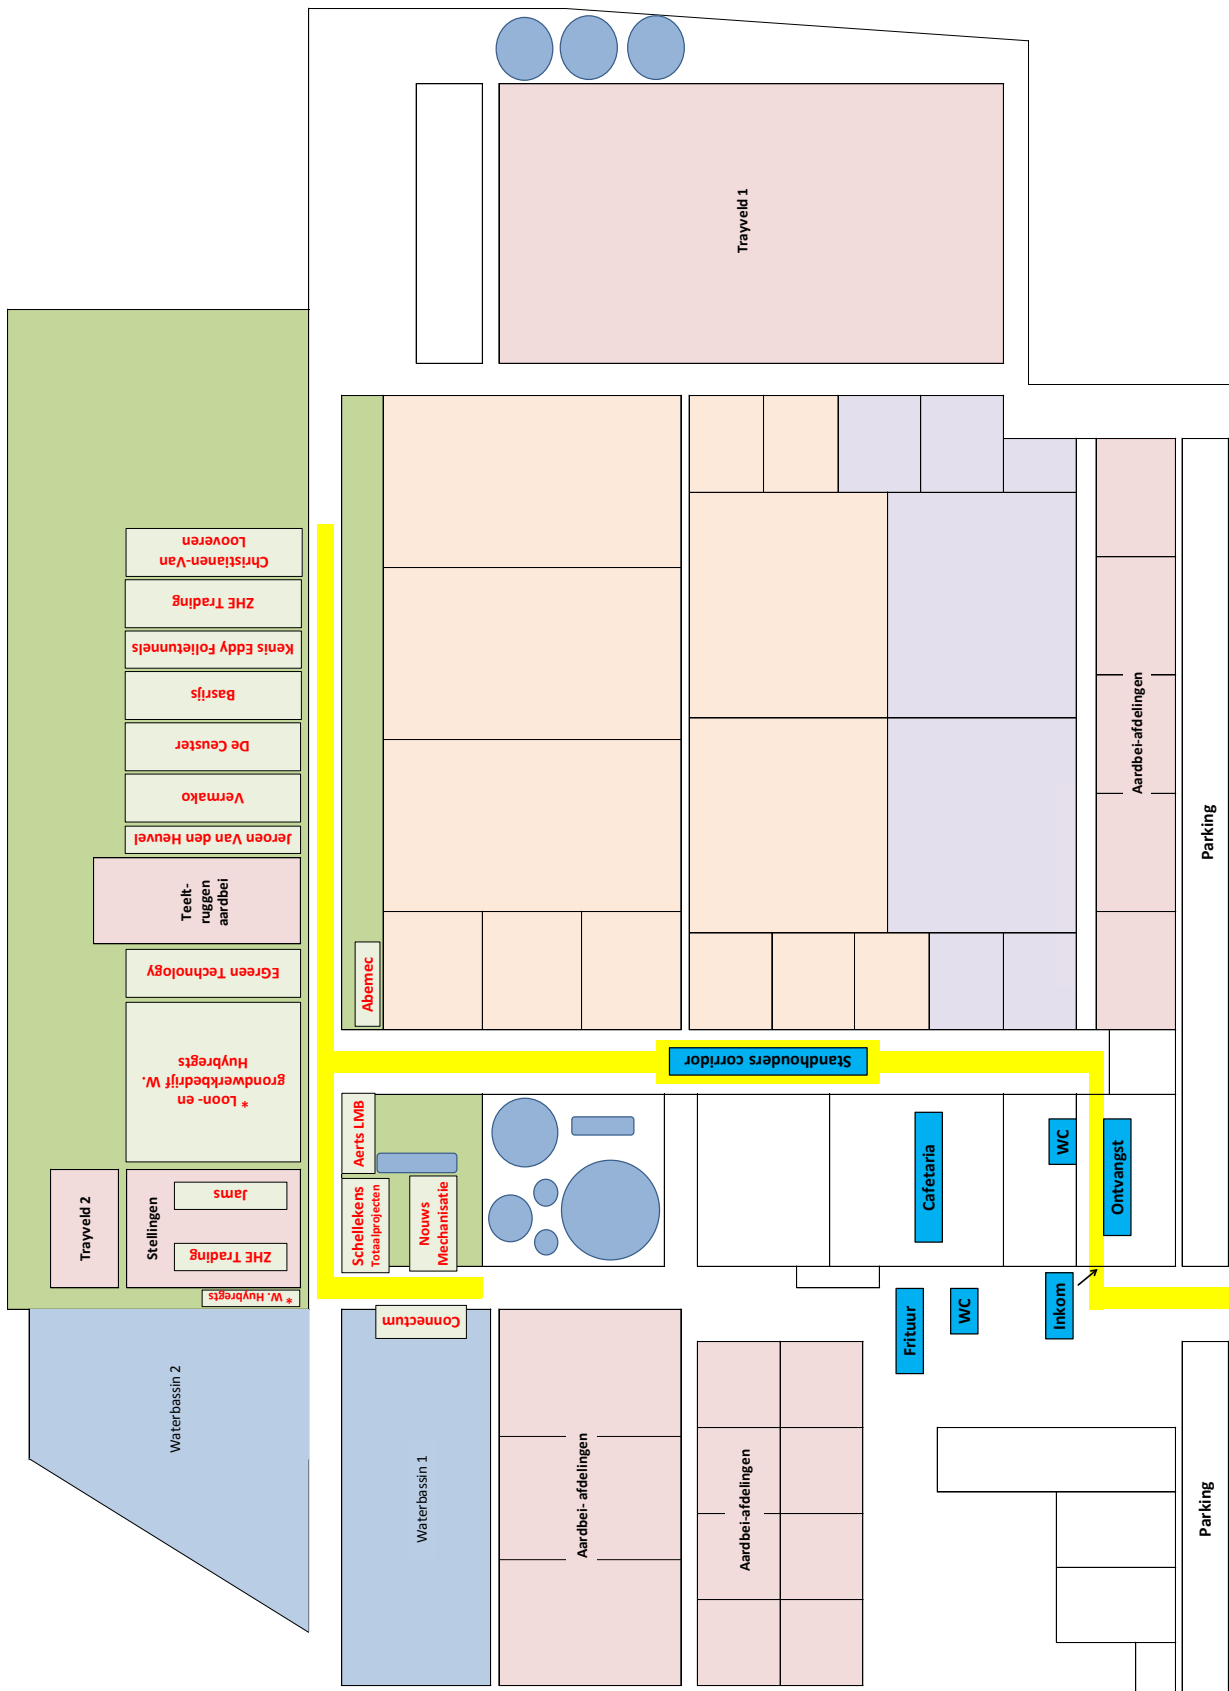 Trayveld 1
Christianen-Van
Looveren
ZHE Trading
Kenis Eddy Folietunnels
Basrijs
De Ceuster
Vermako
Jeroen Van den Heuvel
Teelt-
ruggen
aardbei
EGreen Technology
* Loon- en
grondwerkbedrijf W.
Huybregts
Trayveld 2
Stellingen
Jams
ZHE Trading
* W. Huybregts
Waterbassin 2
Abemec
Aerts LMB
Schellekens
Totaalprojecten
Nouws
Mechanisatie
Connectum
Waterbassin 1
Aardbei- afdelingen
Aardbei-afdelingen
Standhouders corridor
Cafetaria
WC
Ontvangst
Frituur
WC
Inkom
Aardbei-afdelingen
Parking
Parking